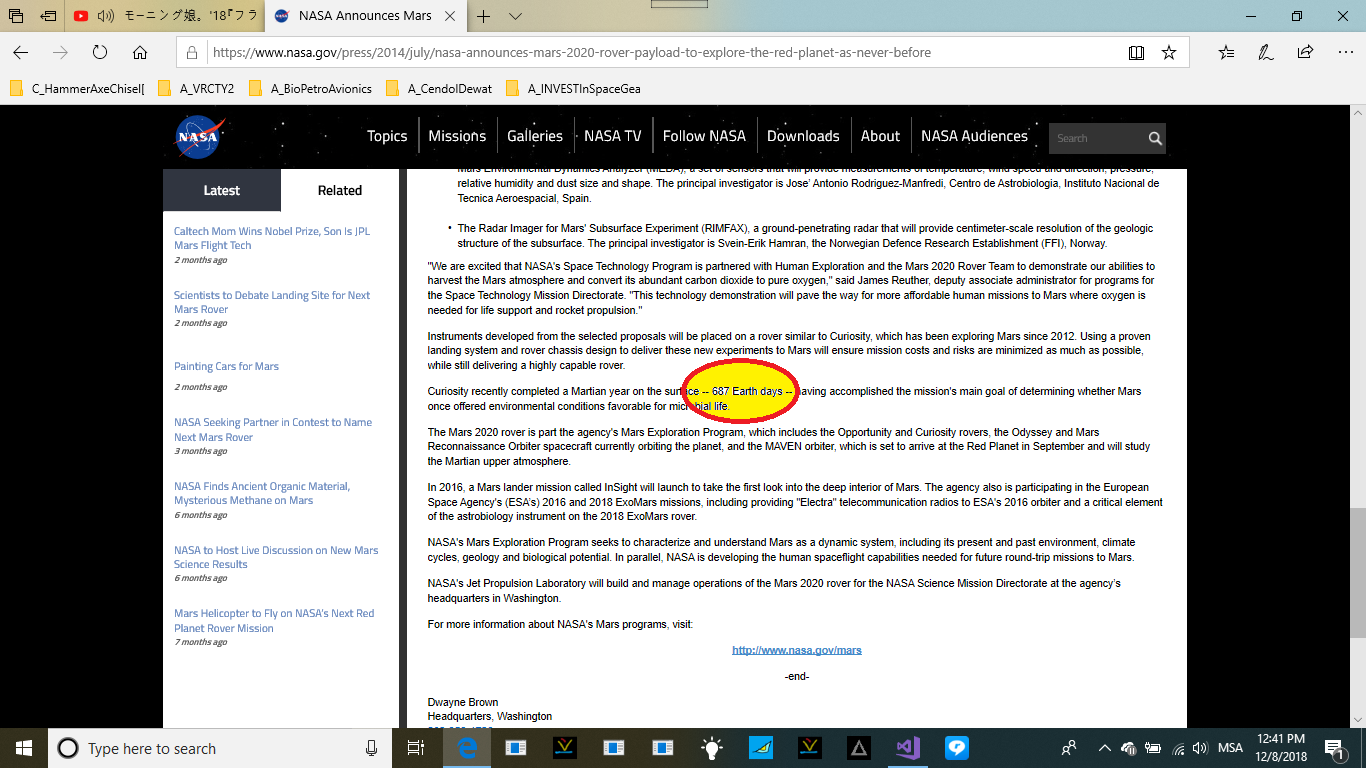 モーニング娘。'18『フラ
NASA Announces Mars
https://www.nasa.gov/press/2014/july/nasa-announces-mars-2020-rover-payload-to-explore-the-red-planet-as-never-before
C_HammerAxeChisel[
A_VRCTY2
A_BioPetroAvionics
A_CendolDewat
A_INVESTInSpaceGea
NASA
Topics
Missions
Galleries
NASA TV
Follow NASA
Downloads
About
NASA Audiences
Search
Latest
Related
Caltech Mom Wins Nobel Prize, Son is JPL
Mars Flight Tech
2 months ago
Scientists to Debate Landing Site for Next
Mars Rover
2 months ago
Painting Cars for Mars
2 months ago
NASA Seeking Partner in Contest to Name
Next Mars Rover
3 months ago
NASA Finds Ancient Organic Material,
Mysterious Methane on Mars
6 months ago
NASA to Host Live Discussion on New Mars
Science Results
6 months ago
Mars Helicopter to Fly on NASA's Next Red
Planet Rover Mission
7 months ago
Mars Environmental Dynamics Analyzer (MEDA), a set of sensors that will provide measurements of temperature, wind speed and direction, pressure,
relative humidity and dust size and shape. The principal investigator is Jose' Antonio Rodriguez-Manfredi, Centro de Astrobiologia, Instituto Nacional de
Tecnica Aeroespacial, Spain.
• The Radar Imager for Mars' Subsurface Experiment (RIMFAX), a ground-penetrating radar that will provide centimeter-scale resolution of the geologic
structure of the subsurface. The principal investigator is Svein-Erik Hamran, the Norwegian Defence Research Establishment (FFI), Norway.
"We are excited that NASA's Space Technology Program is partnered with Human Exploration and the Mars 2020 Rover Team to demonstrate our abilities to
harvest the Mars atmosphere and convert its abundant carbon dioxide to pure oxygen," said James Reuther, deputy associate administrator for programs for
the Space Technology Mission Directorate. "This technology demonstration will pave the way for more affordable human missions to Mars where oxygen is
needed for life support and rocket propulsion."
Instruments developed from the selected proposals will be placed on a rover similar to Curiosity, which has been exploring Mars since 2012. Using a proven
landing system and rover chassis design to deliver these new experiments to Mars will ensure mission costs and risks are minimized as much as possible,
while still delivering a highly capable rover.
Curiosity recently completed a Martian year on the surface -- 687 Earth days -- having accomplished the mission's main goal of determining whether Mars
once offered environmental conditions favorable for microbial life.
The Mars 2020 rover is part the agency's Mars Exploration Program, which includes the Opportunity and Curiosity rovers, the Odyssey and Mars
Reconnaissance Orbiter spacecraft currently orbiting the planet, and the MAVEN orbiter, which is set to arrive at the Red Planet in September and will study
the Martian upper atmosphere.
In 2016, a Mars lander mission called InSight will launch to take the first look into the deep interior of Mars. The agency also is participating in the European
Space Agency's (ESA's) 2016 and 2018 ExoMars missions, including providing "Electra" telecommunication radios to ESA's 2016 orbiter and a critical element
of the astrobiology instrument on the 2018 ExoMars rover.
NASA's Mars Exploration Program seeks to characterize and understand Mars as a dynamic system, including its present and past environment, climate
cycles, geology and biological potential. In parallel, NASA is developing the human spaceflight capabilities needed for future round-trip missions to Mars.
NASA's Jet Propulsion Laboratory will build and manage operations of the Mars 2020 rover for the NASA Science Mission Directorate at the agency's
headquarters in Washington.
For more information about NASA's Mars programs, visit:
http://www.nasa.gov/mars
-end-
Dwayne Brown
Headquarters, Washington
Type here to search
MSA
12:41 PM
12/8/2018
1